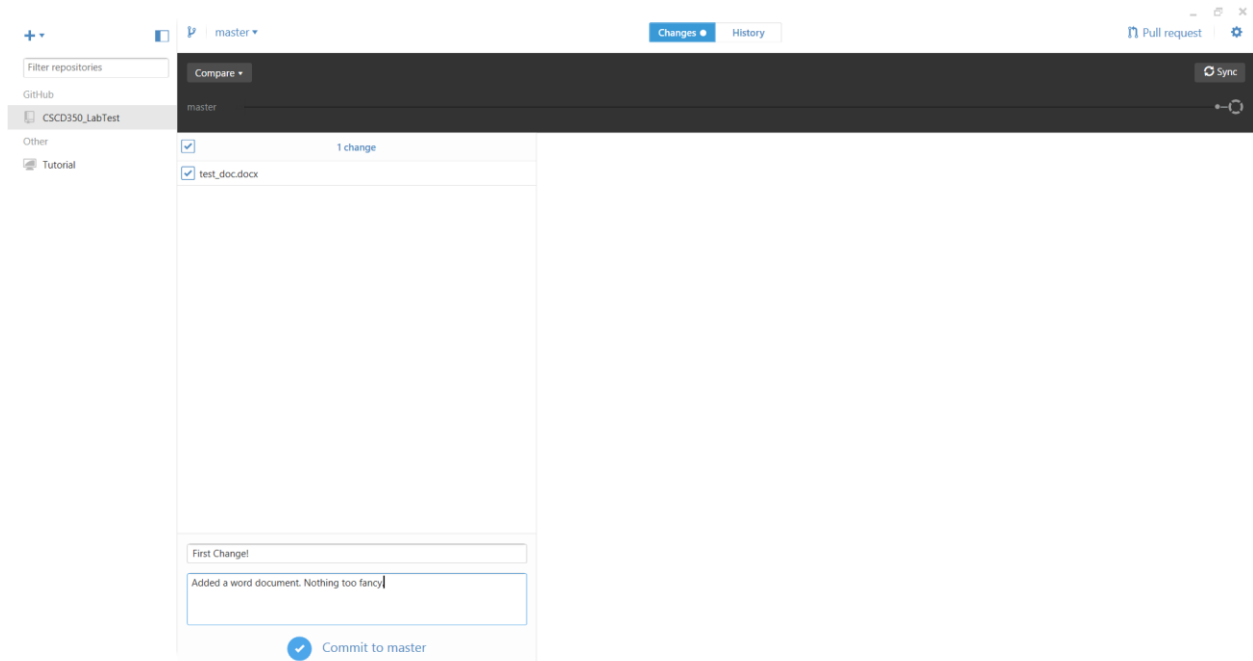 master
Changes
History
Pull request
Filter repositories
GitHub
CSCD350_LabTest
Other
Tutorial
Compare
Sync
master
1 change
test_doc.docx
First Change!
Added a word document. Nothing too fancy.
Commit to master